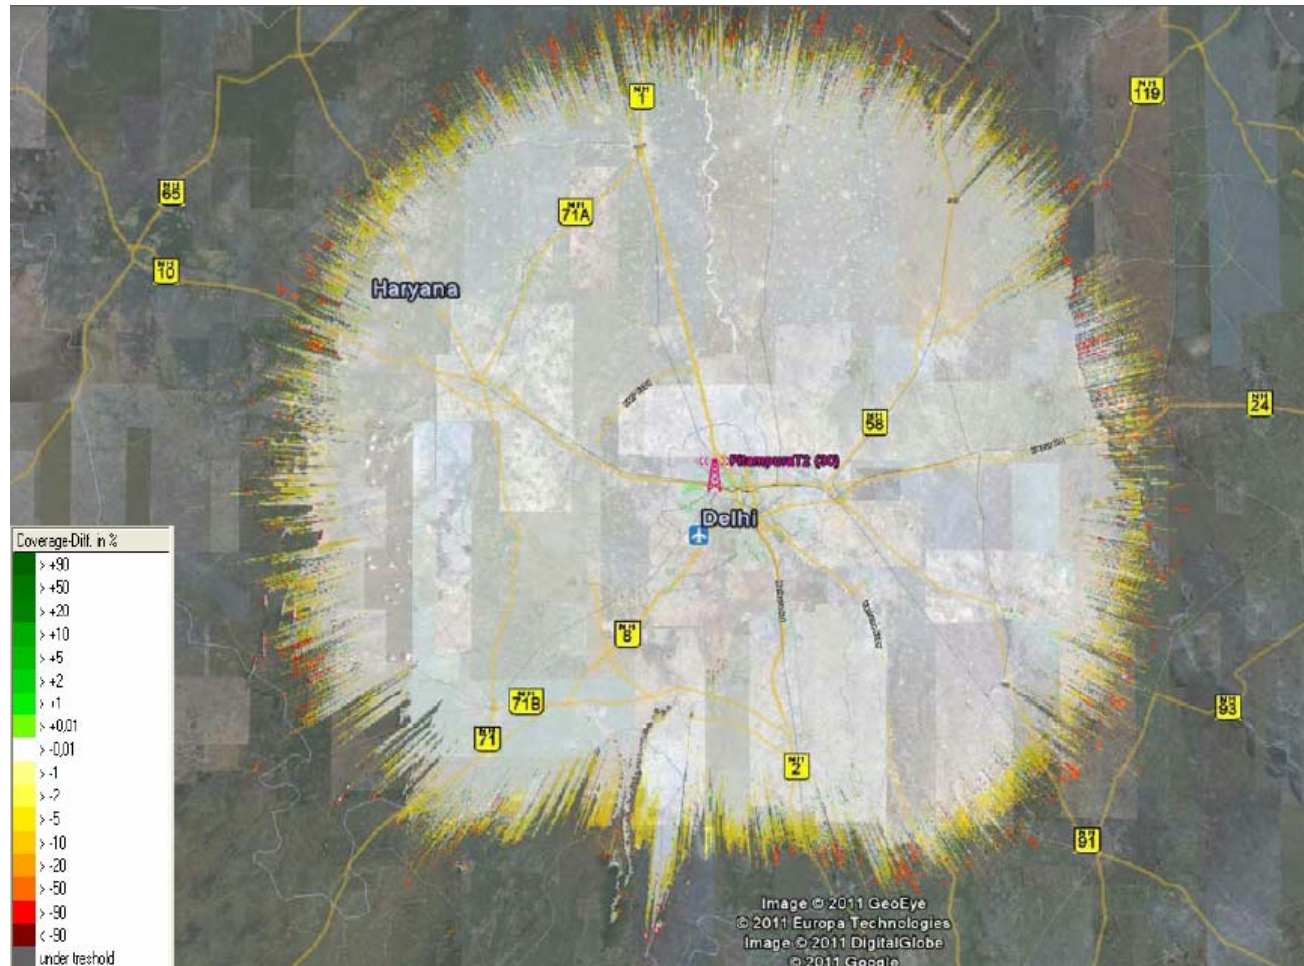 NH
1
NH
119
NH
65
NH
71A
NH
10
Haryana
NH
24
NH
58
PitampuraT2 (30)
Delhi
NH
8
NH
71B
NH
71
NH
2
NH
93
NH
91
Coverage-Diff. in %
> +90
> +50
> +20
> +10
> +5
> +2
> +1
> +0,01
> -0,01
> -1
> -2
> -5
> -10
> -20
> -50
> -90
< -90
under treshold
Image © 2011 GeoEye
© 2011 Europa Technologies
Image © 2011 DigitalGlobe
© 2011 Google